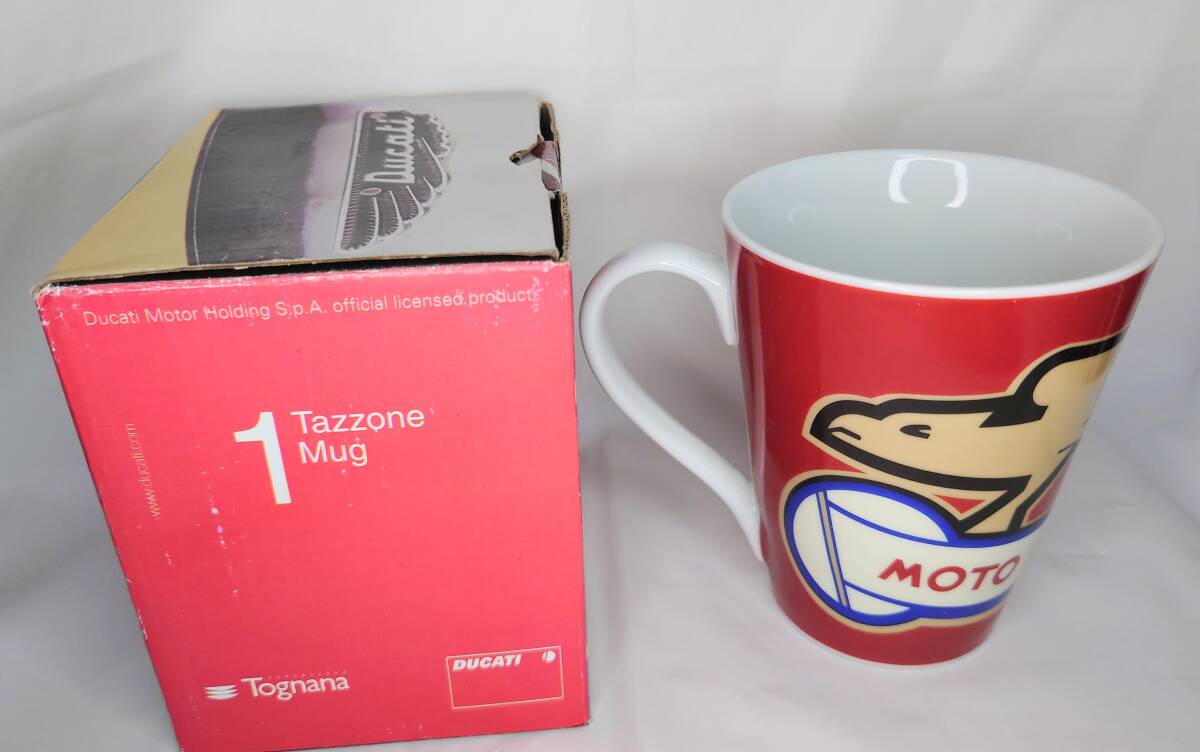 Ducati
Ducati Motor Holding S.p.A. official licensed product
1 Tazzone
Mug
www.ducati.com
Tognana
DUCATI
MOTO